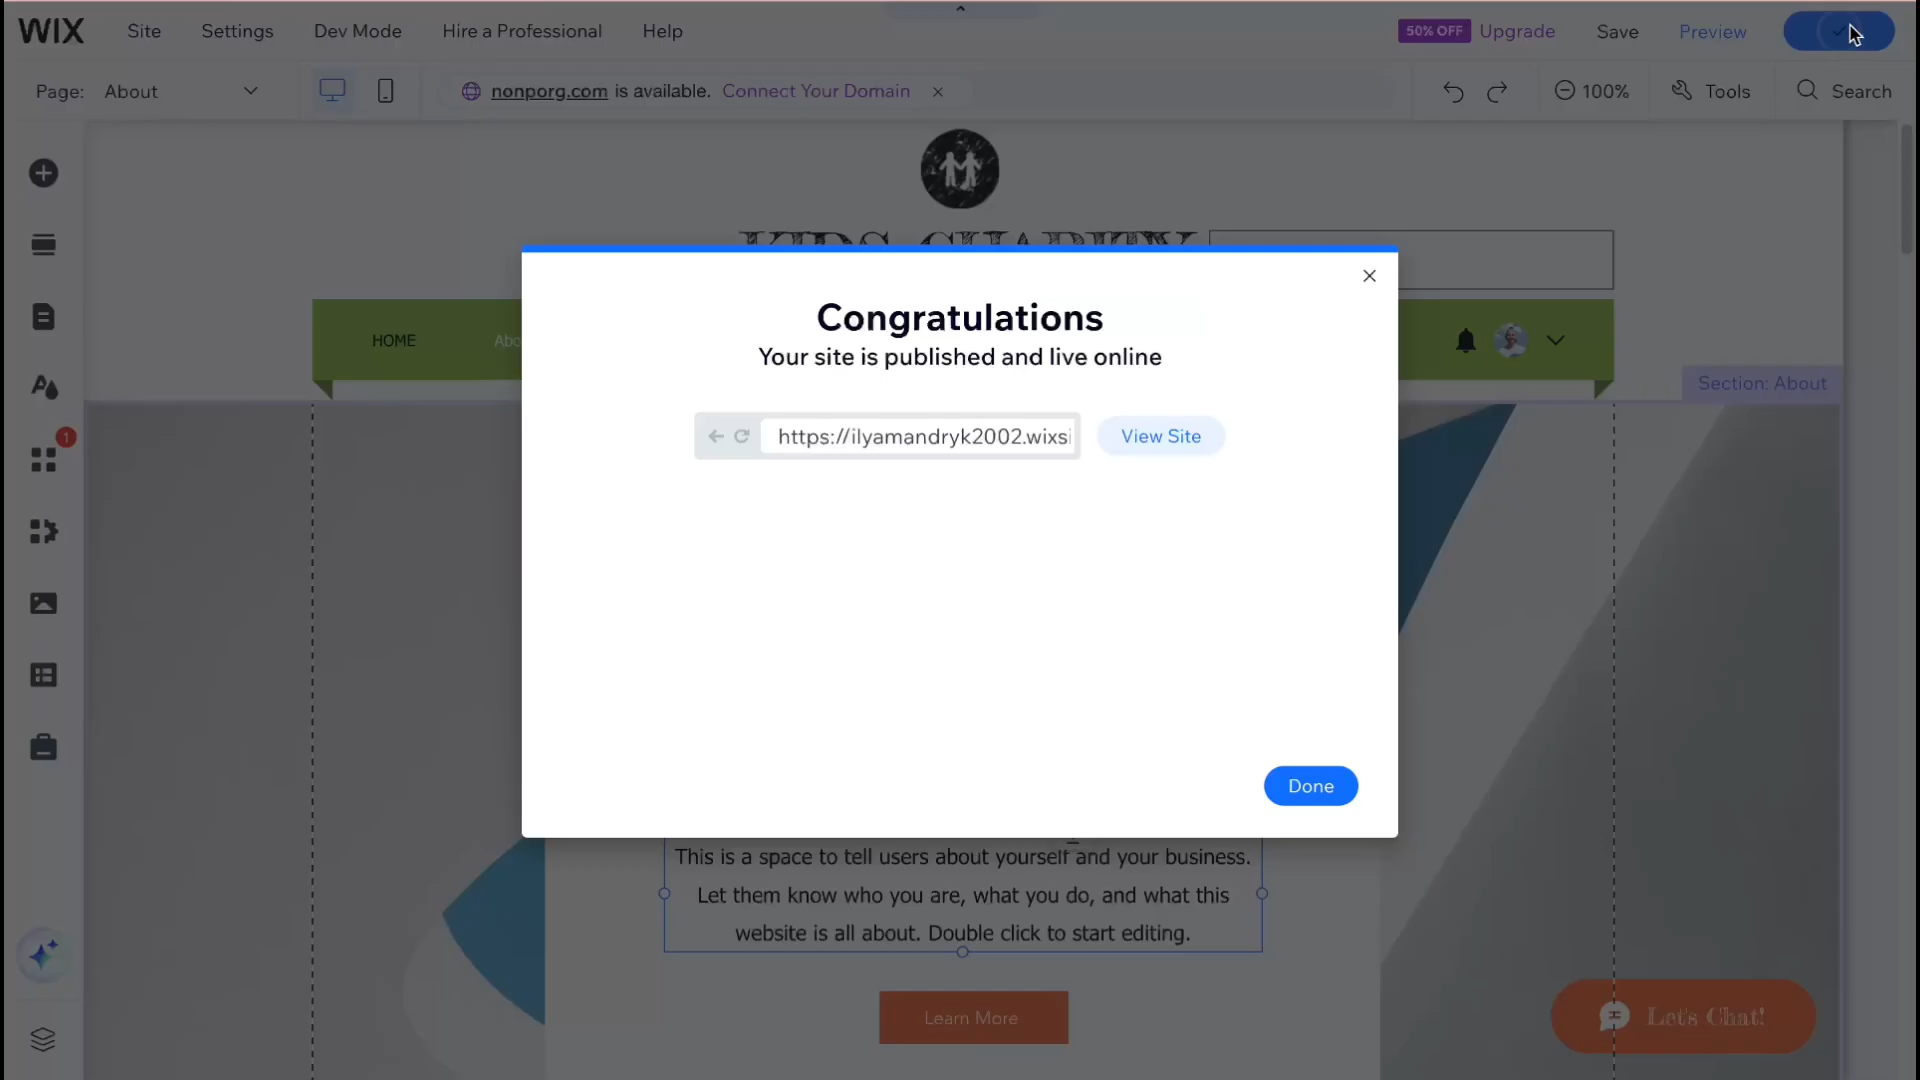 WIX Site Settings Dev Mode Hire a Professional Help 50% OFF Upgrade Save Preview
Page: About nonporg.com is available. Connect Your Domain × 100% Tools Search
KIDS CHARITY
HOME Abo
Section: About
1
Congratulations
Your site is published and live online
https://ilyamandryk2002.wixsi View Site
Done
This is a space to tell users about yourself and your business.
Let them know who you are, what you do, and what this
website is all about. Double click to start editing.
Learn More
Let's Chat!